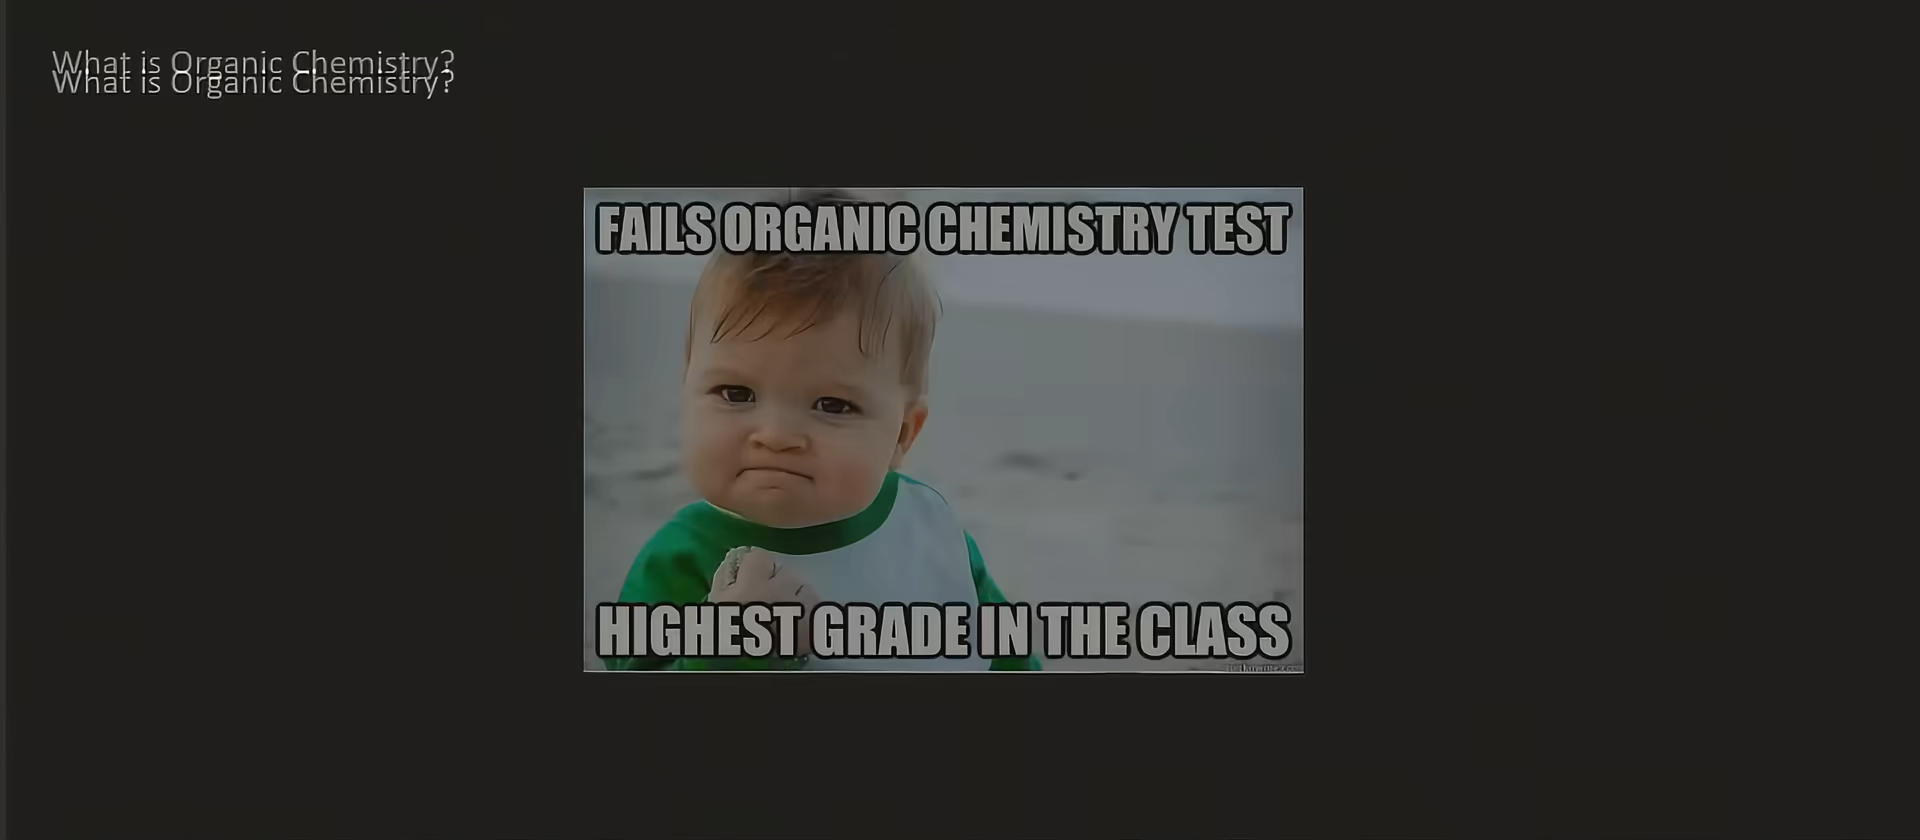 What is Organic Chemistry?
What is Organic Chemistry?
FAILS ORGANIC CHEMISTRY TEST
HIGHEST GRADE IN THE CLASS